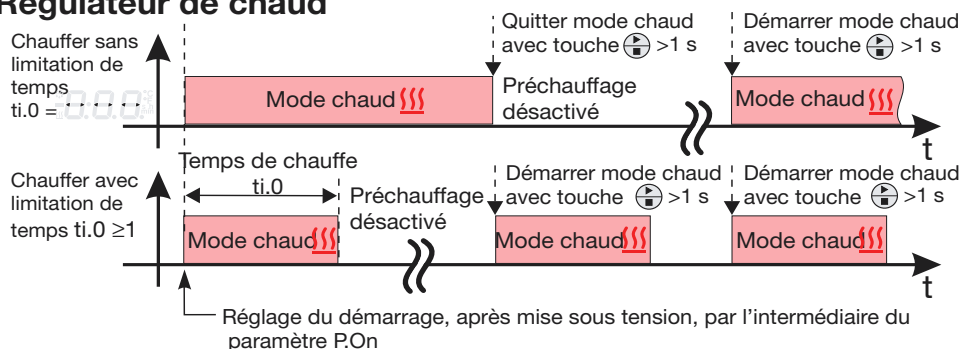 Régulateur de chaud
Chauffer sans
limitation de
temps
ti.0 =
Quitter mode chaud
avec touche >1 s
Démarrer mode chaud
avec touche >1 s
Mode chaud
Préchauffage
désactivé
Mode chaud
t
Chauffer avec
limitation de
temps ti.0 ≥1
Temps de chauffe
ti.0
Préchauffage
désactivé
Démarrer mode chaud
avec touche >1 s
Démarrer mode chaud
avec touche >1 s
Mode chaud
Mode chaud
Mode chaud
t
Réglage du démarrage, après mise sous tension, par l'intermédiaire du
paramètre P.On